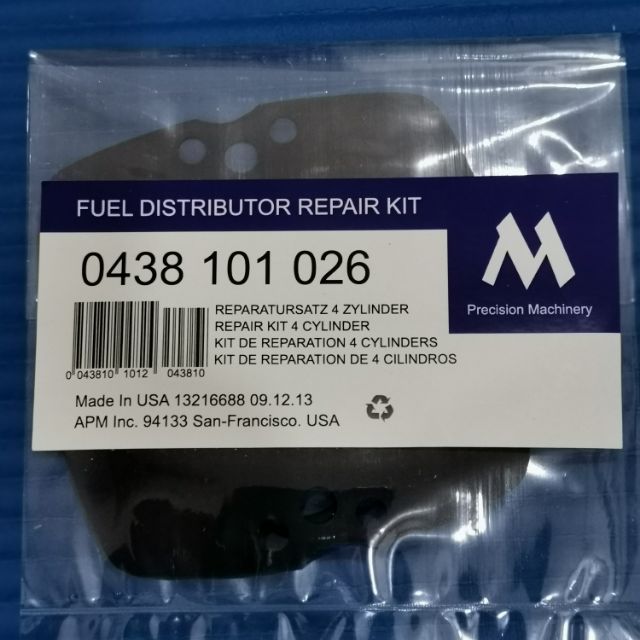 FUEL DISTRIBUTOR REPAIR KIT
0438 101 026
M
Precision Machinery
REPARATURSATZ 4 ZYLINDER
REPAIR KIT 4 CYLINDER
KIT DE REPARATION 4 CYLINDERS
KIT DE REPARATION DE 4 CILINDROS
0 043810 1012 043810
Made In USA 13216688 09.12.13
APM Inc. 94133 San-Francisco. USA